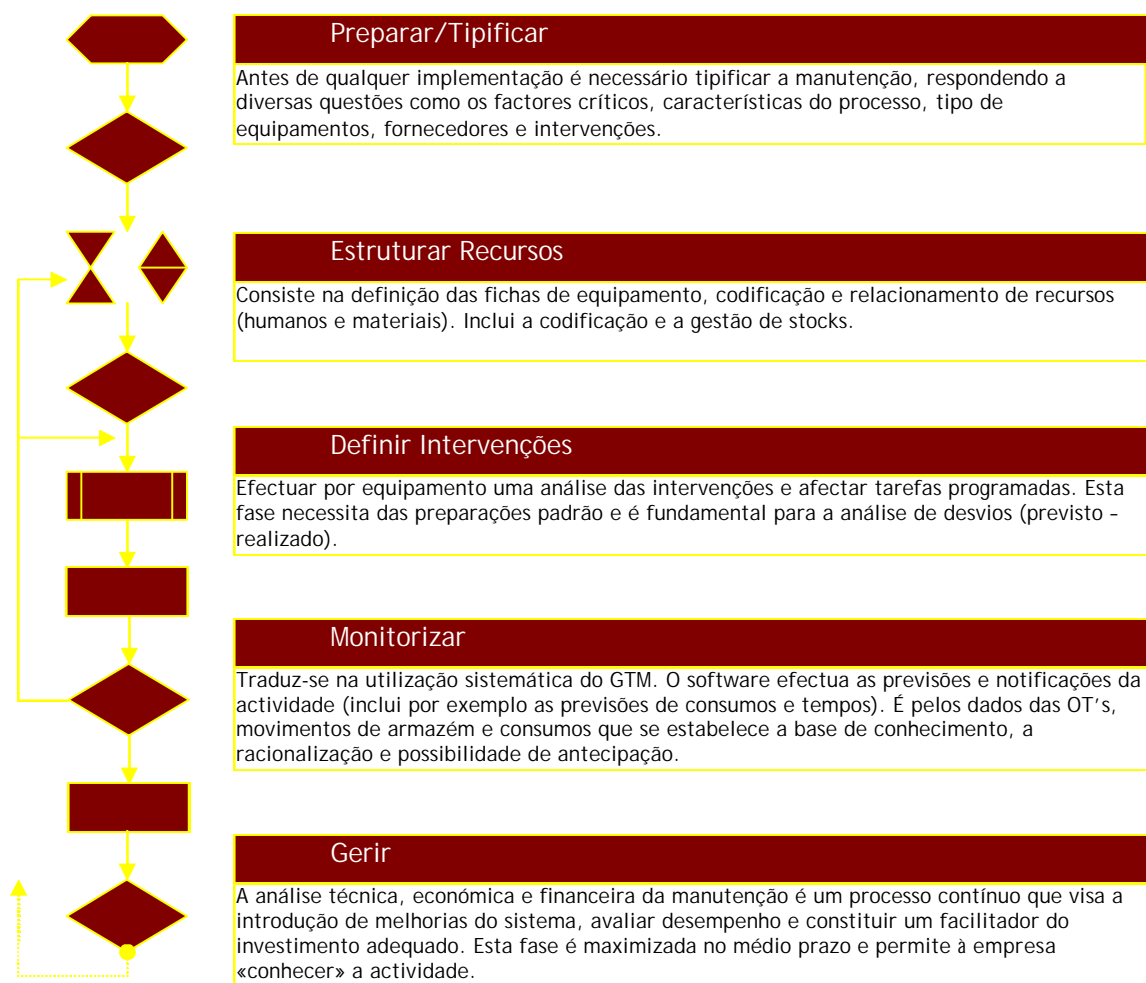 Preparar/Tipificar
Antes de qualquer implementação é necessário tipificar a manutenção, respondendo a
diversas questões como os factores críticos, características do processo, tipo de
equipamentos, fornecedores e intervenções.
Estruturar Recursos
Consiste na definição das fichas de equipamento, codificação e relacionamento de recursos
(humanos e materiais). Inclui a codificação e a gestão de stocks.
Definir Intervenções
Efectuar por equipamento uma análise das intervenções e afectar tarefas programadas. Esta
fase necessita das preparações padrão e é fundamental para a análise de desvios (previsto –
realizado).
Monitorizar
Traduz-se na utilização sistemática do GTM. O software efectua as previsões e notificações da
actividade (inclui por exemplo as previsões de consumos e tempos). É pelos dados das OT's,
movimentos de armazém e consumos que se estabelece a base de conhecimento, a
racionalização e possibilidade de antecipação.
Gerir
A análise técnica, económica e financeira da manutenção é um processo contínuo que visa a
introdução de melhorias do sistema, avaliar desempenho e constituir um facilitador do
investimento adequado. Esta fase é maximizada no médio prazo e permite à empresa
«conhecer» a actividade.